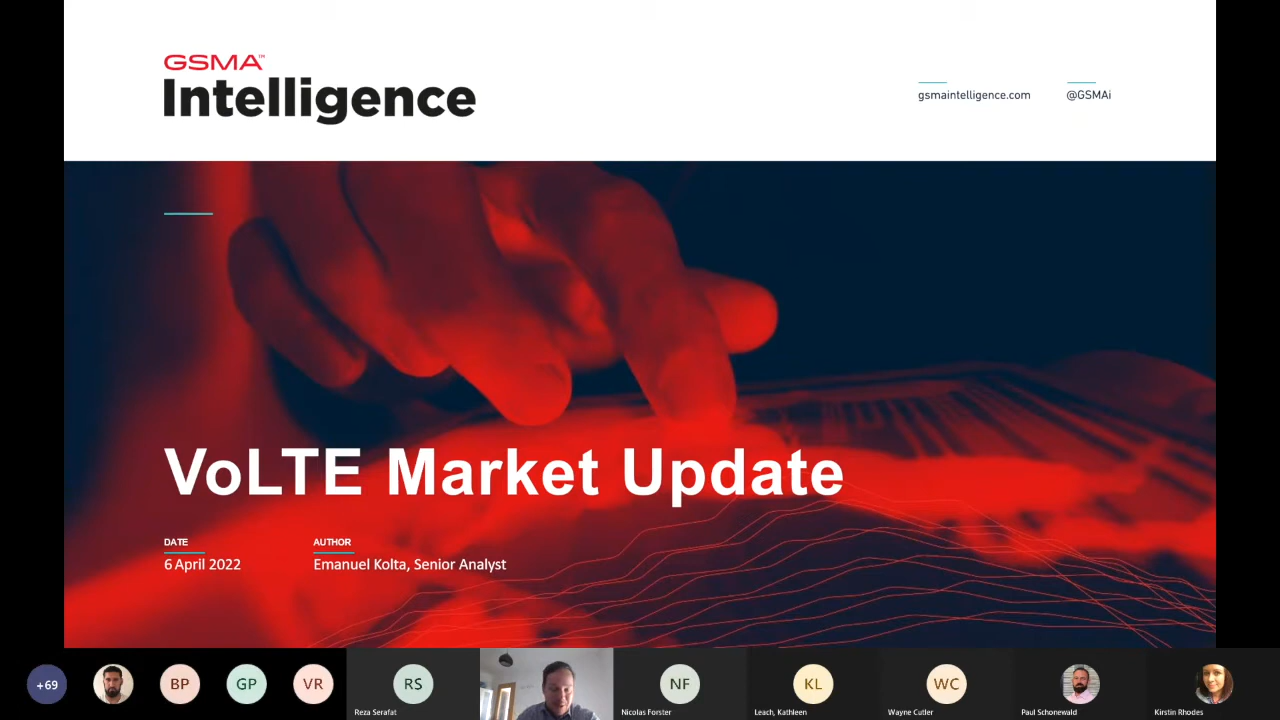 GSMA™
Intelligence
gsmaintelligence.com
@GSMAi
VoLTE Market Update
DATE
AUTHOR
6 April 2022
Emanuel Kolta, Senior Analyst
+69
BP
GP
VR
RS
NF
KL
WC
Reza Serafat
Nicolas Forster
Leach, Kathleen
Wayne Cutler
Paul Schonewald
Kirstin Rhodes